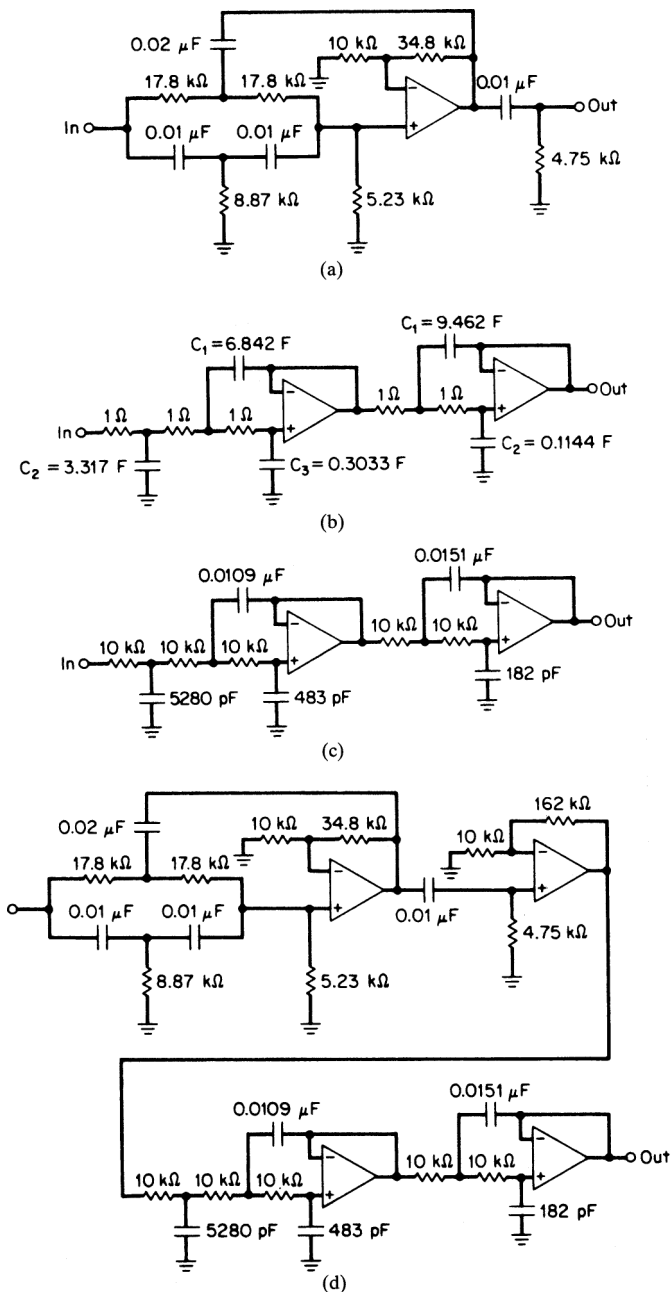 10 kΩ 34.8 kΩ
0.02 μF
17.8 kΩ 17.8 kΩ
0.01 μF
In
0.01 μF 0.01 μF
− +
Out
8.87 kΩ
5.23 kΩ
4.75 kΩ
(a)
C1 = 6.842 F
C1 = 9.462 F
1 Ω 1 Ω 1 Ω
− +
1 Ω 1 Ω
− +
In
Out
C2 = 3.317 F
C3 = 0.3033 F
C2 = 0.1144 F
(b)
0.0109 μF
0.0151 μF
10 kΩ 10 kΩ 10 kΩ
− +
10 kΩ 10 kΩ
− +
In
Out
5280 pF
483 pF
182 pF
(c)
162 kΩ
0.02 μF
10 kΩ 34.8 kΩ
10 kΩ
17.8 kΩ 17.8 kΩ
− +
− +
0.01 μF 0.01 μF
0.01 μF
4.75 kΩ
8.87 kΩ
5.23 kΩ
0.0109 μF
0.0151 μF
10 kΩ 10 kΩ 10 kΩ
− +
10 kΩ 10 kΩ
− +
Out
5280 pF
483 pF
182 pF
(d)